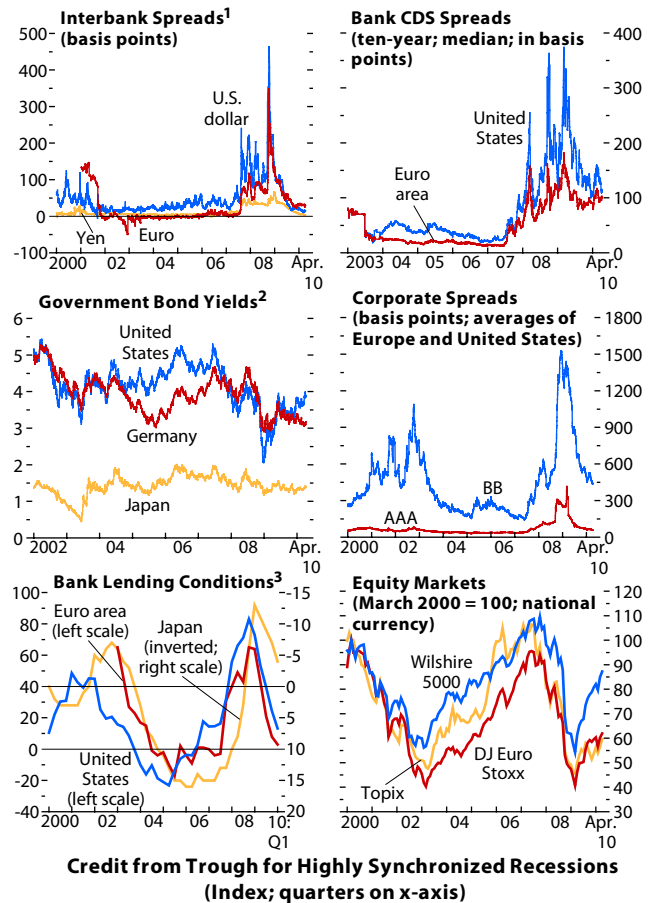 Interbank Spreads¹
(basis points)
500
400
300
200
100
0
-100
U.S.
dollar
Yen
Euro
2000 02 04 06 08 Apr.
10
Bank CDS Spreads
(ten-year; median; in basis
points)
400
300
200
100
0
United
States
Euro
area
2003 04 05 06 07 08 Apr.
10
Government Bond Yields²
6
5
4
3
2
1
0
United
States
Germany
Japan
2002 04 06 08 Apr.
10
Corporate Spreads
(basis points; averages of
Europe and United States)
1800
1500
1200
900
600
300
0
BB
AAA
2000 02 04 06 08 Apr.
10
Bank Lending Conditions³
100
80
60
40
20
0
-20
-40
-15
-10
-5
0
5
10
15
20
Euro area
(left scale)
Japan
(inverted;
right scale)
United
States
(left scale)
2000 02 04 06 08 10:
Q1
Equity Markets
(March 2000 = 100; national
currency)
120
110
100
90
80
70
60
50
40
30
Wilshire
5000
DJ Euro
Stoxx
Topix
2000 02 04 06 08 Apr.
10
Credit from Trough for Highly Synchronized Recessions
(Index; quarters on x-axis)